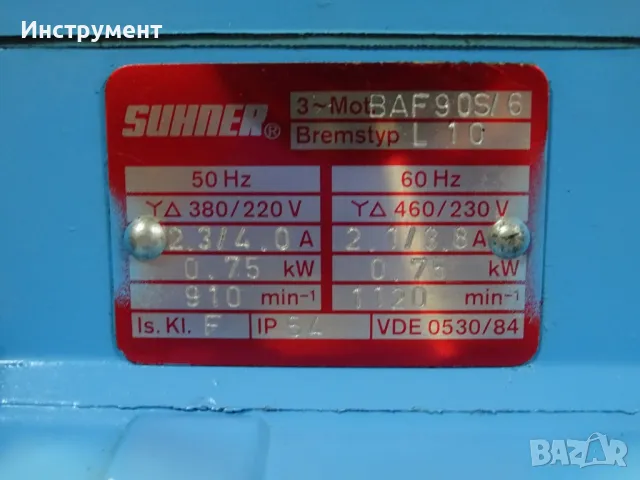 Инструмент
SUHNER®
3~Mot. BAF90S/6
Bremstyp L 10
50 Hz
60 Hz
Y△ 380/220 V
Y△ 460/230 V
2.3/4.0 A
2.1/3.8 A
0.75 kW
0.75 kW
910 min-1
1120 min-1
Is. Kl. F
IP 54
VDE 0530/84
BAZAR